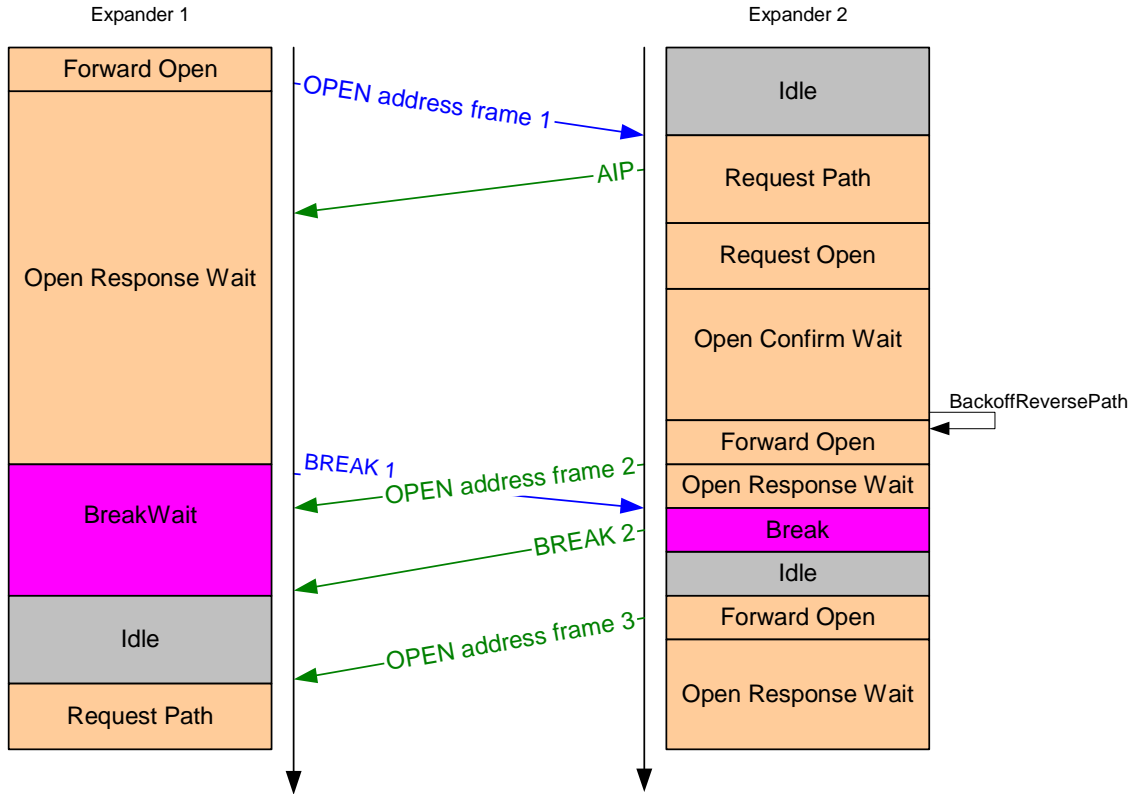 Expander 1
Expander 2
Forward Open
Idle
OPEN address frame 1
AIP
Request Path
Request Open
Open Response Wait
Open Confirm Wait
BackoffReversePath
Forward Open
BREAK 1
OPEN address frame 2
Open Response Wait
BreakWait
Break
BREAK 2
Idle
Forward Open
Idle
OPEN address frame 3
Open Response Wait
Request Path